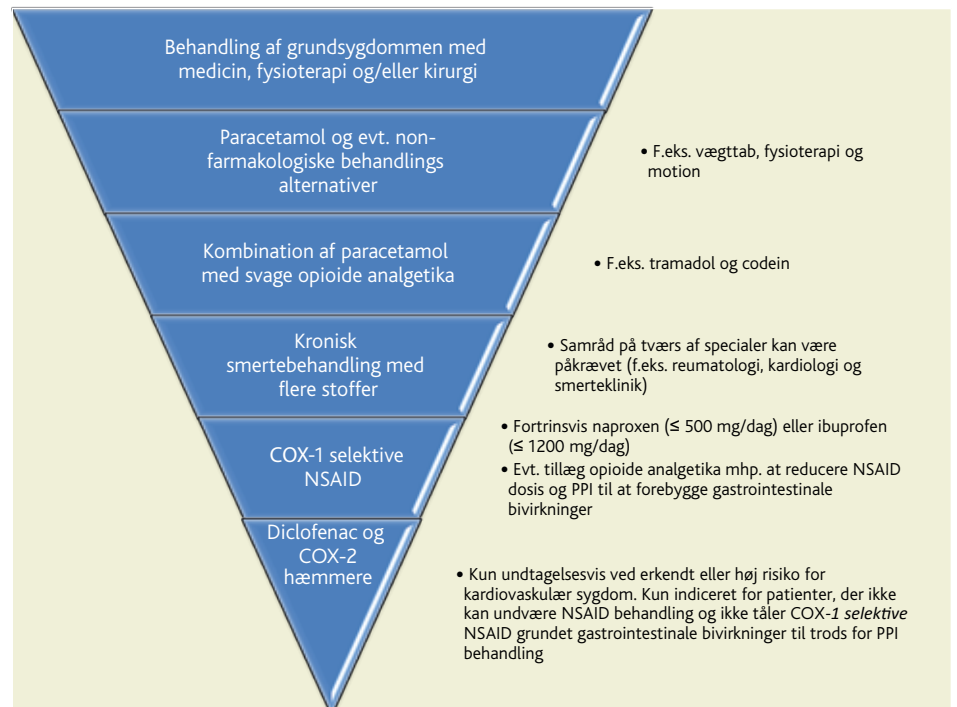 Behandling af grundsygdommen med
medicin, fysioterapi og/eller kirurgi
Paracetamol og evt. non-
farmakologiske behandlings
alternativer
• F.eks. vægttab, fysioterapi og
motion
Kombination af paracetamol
med svage opioide analgetika
• F.eks. tramadol og codein
Kronisk
smertebehandling med
flere stoffer
• Samråd på tværs af specialer kan være
påkrævet (f.eks. reumatologi, kardiologi og
smerteklinik)
COX-1 selektive
NSAID
• Fortrinsvis naproxen (≤ 500 mg/dag) eller ibuprofen
(≤ 1200 mg/dag)
• Evt. tillæg opioide analgetika mhp. at reducere NSAID
dosis og PPI til at forebygge gastrointestinale
bivirkninger
Diclofenac og
COX-2
hæmmere
• Kun undtagelsesvis ved erkendt eller høj risiko for
kardiovaskulær sygdom. Kun indiceret for patienter, der ikke
kan undvære NSAID behandling og ikke tåler COX-1 selektive
NSAID grundet gastrointestinale bivirkninger til trods for PPI
behandling